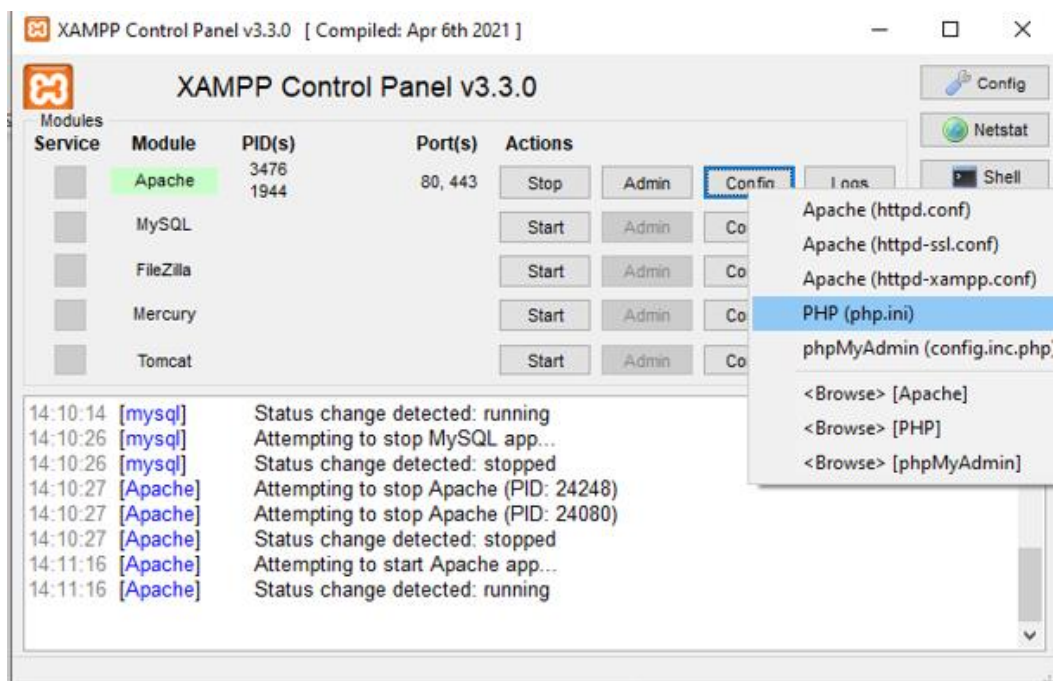 XAMPP Control Panel v3.3.0 [ Compiled: Apr 6th 2021 ]
XAMPP Control Panel v3.3.0
Config
Modules
Netstat
Service Module PID(s) Port(s) Actions
Shell
Apache 3476 1944 80, 443 Stop Admin Config Logs
MySQL Start Admin Co
FileZilla Start Admin Co
Mercury Start Admin Co
Tomcat Start Admin Co
Apache (httpd.conf)
Apache (httpd-ssl.conf)
Apache (httpd-xampp.conf)
PHP (php.ini)
phpMyAdmin (config.inc.php)
<Browse> [Apache]
<Browse> [PHP]
<Browse> [phpMyAdmin]
14:10:14 [mysql] Status change detected: running
14:10:26 [mysql] Attempting to stop MySQL app...
14:10:26 [mysql] Status change detected: stopped
14:10:27 [Apache] Attempting to stop Apache (PID: 24248)
14:10:27 [Apache] Attempting to stop Apache (PID: 24080)
14:10:27 [Apache] Status change detected: stopped
14:11:16 [Apache] Attempting to start Apache app...
14:11:16 [Apache] Status change detected: running